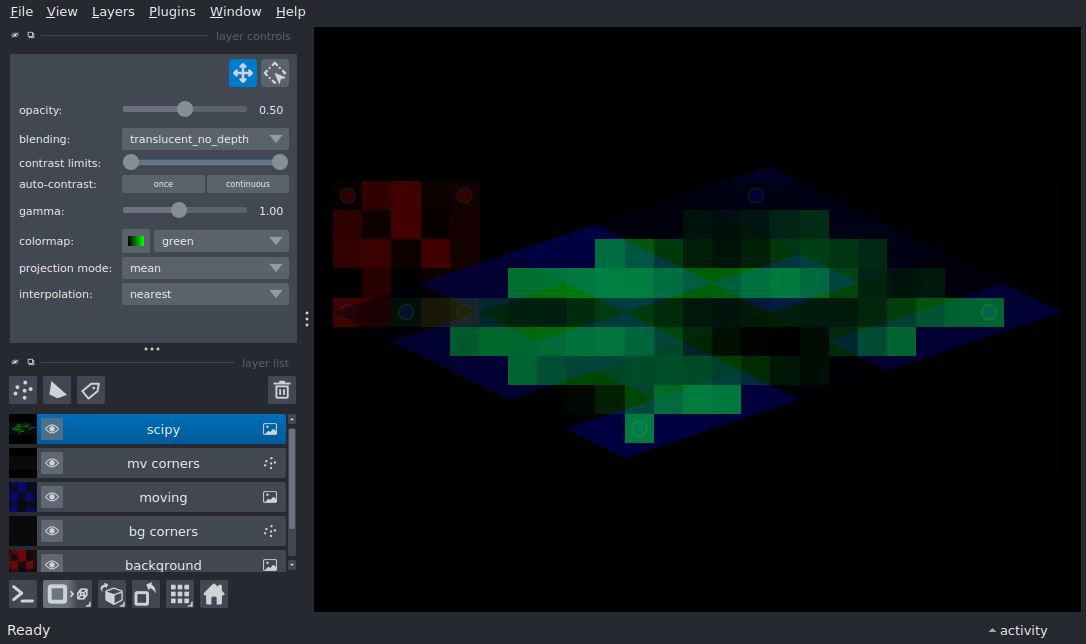 File View Layers Plugins Window Help
layer controls
opacity: 0.50
blending: translucent_no_depth
contrast limits:
auto-contrast: once continuous
gamma: 1.00
colormap: green
projection mode: mean
interpolation: nearest
layer list
scipy
mv corners
moving
bg corners
background
Ready activity